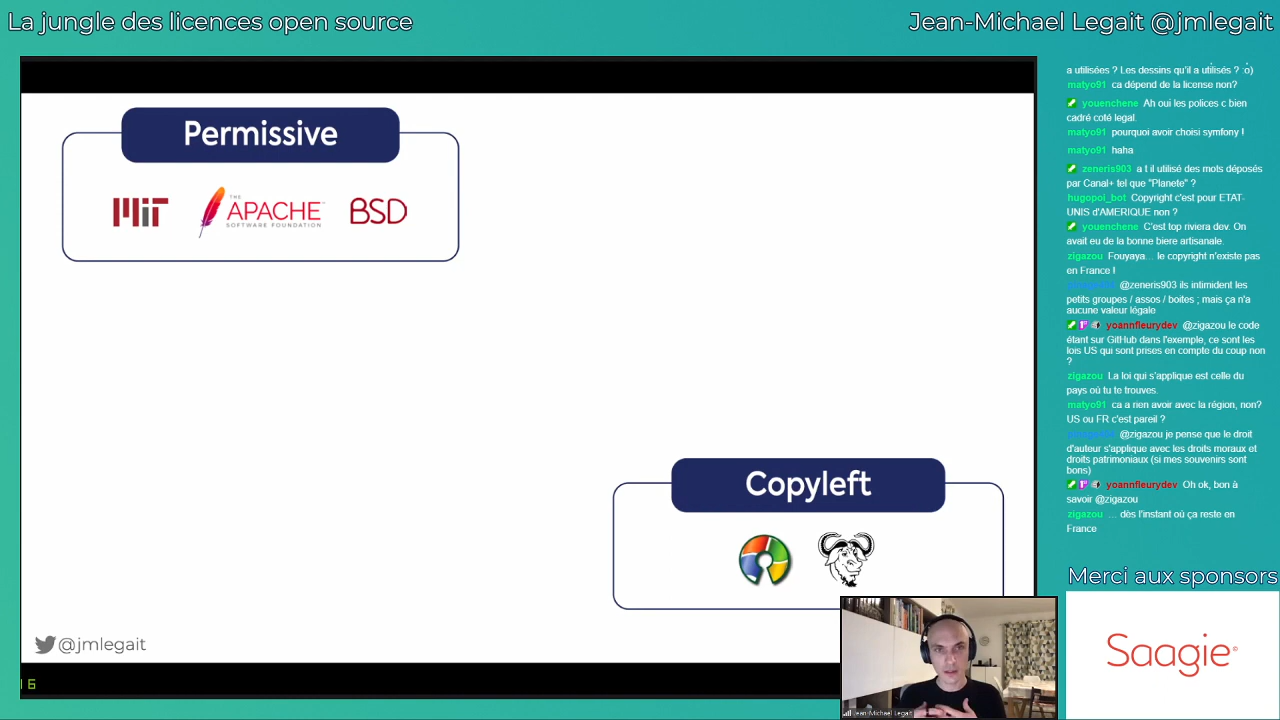 La jungle des licences open source
Jean-Michael Legait @jmlegait
Permissive
MiT
THE
APACHE
SOFTWARE FOUNDATION
BSD
Copyleft
@jmlegait
a utilisées ? Les dessins qu'il a utilisés ? :o)
matyo91 ca dépend de la license non?
youenchene Ah oui les polices c bien
cadré coté legal.
matyo91 pourquoi avoir choisi symfony !
matyo91 haha
zeneris903 a t il utilisé des mots déposés
par Canal+ tel que "Planete" ?
hugopol_bot Copyright c'est pour ETAT-
UNIS d'AMERIQUE non ?
youenchene C'est top riviera dev. On
avait eu de la bonne biere artisanale.
zigazou Fouyaya… le copyright n'existe pas
en France !
@zeneris903 ils intimident les
petits groupes / assos / boites ; mais ça n'a
aucune valeur légale
yoannfleurydev @zigazou le code
étant sur GitHub dans l'exemple, ce sont les
lois US qui sont prises en compte du coup non
?
zigazou La loi qui s'applique est celle du
pays où tu te trouves.
matyo91 ca a rien avoir avec la région, non?
US ou FR c'est pareil ?
@zigazou je pense que le droit
d'auteur s'applique avec les droits moraux et
droits patrimoniaux (si mes souvenirs sont
bons)
yoannfleurydev Oh ok, bon à
savoir @zigazou
zigazou … dès l'instant où ça reste en
France
Merci aux sponsors
Saagie
Jean-Michael Legait